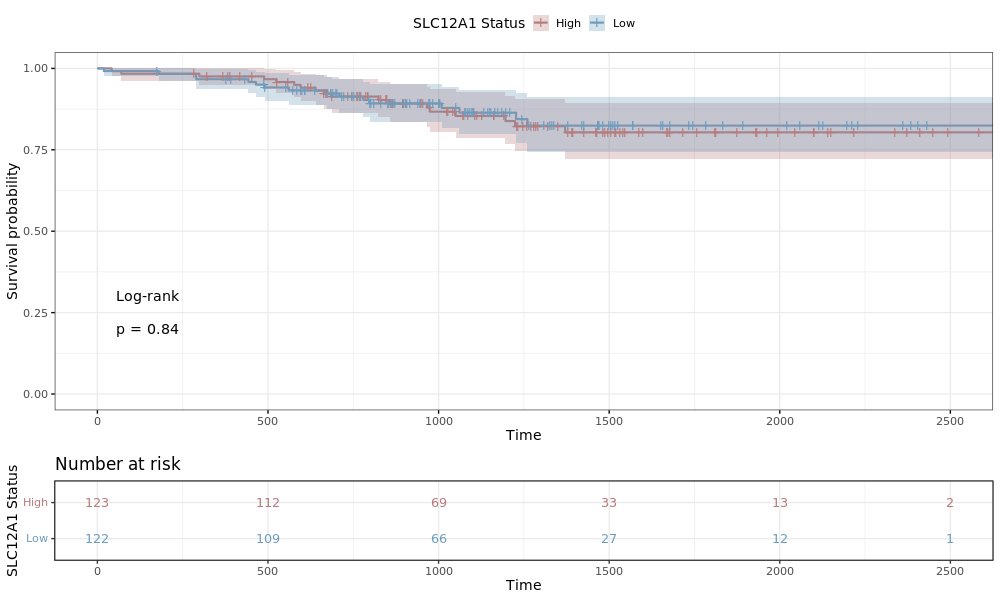 SLC12A1 Status High Low
Survival probability
1.00
0.75
0.50
0.25
0.00
Log-rank
p = 0.84
0 500 1000 1500 2000 2500
Time
Number at risk
SLC12A1 Status
High 123 112 69 33 13 2
Low 122 109 66 27 12 1
0 500 1000 1500 2000 2500
Time